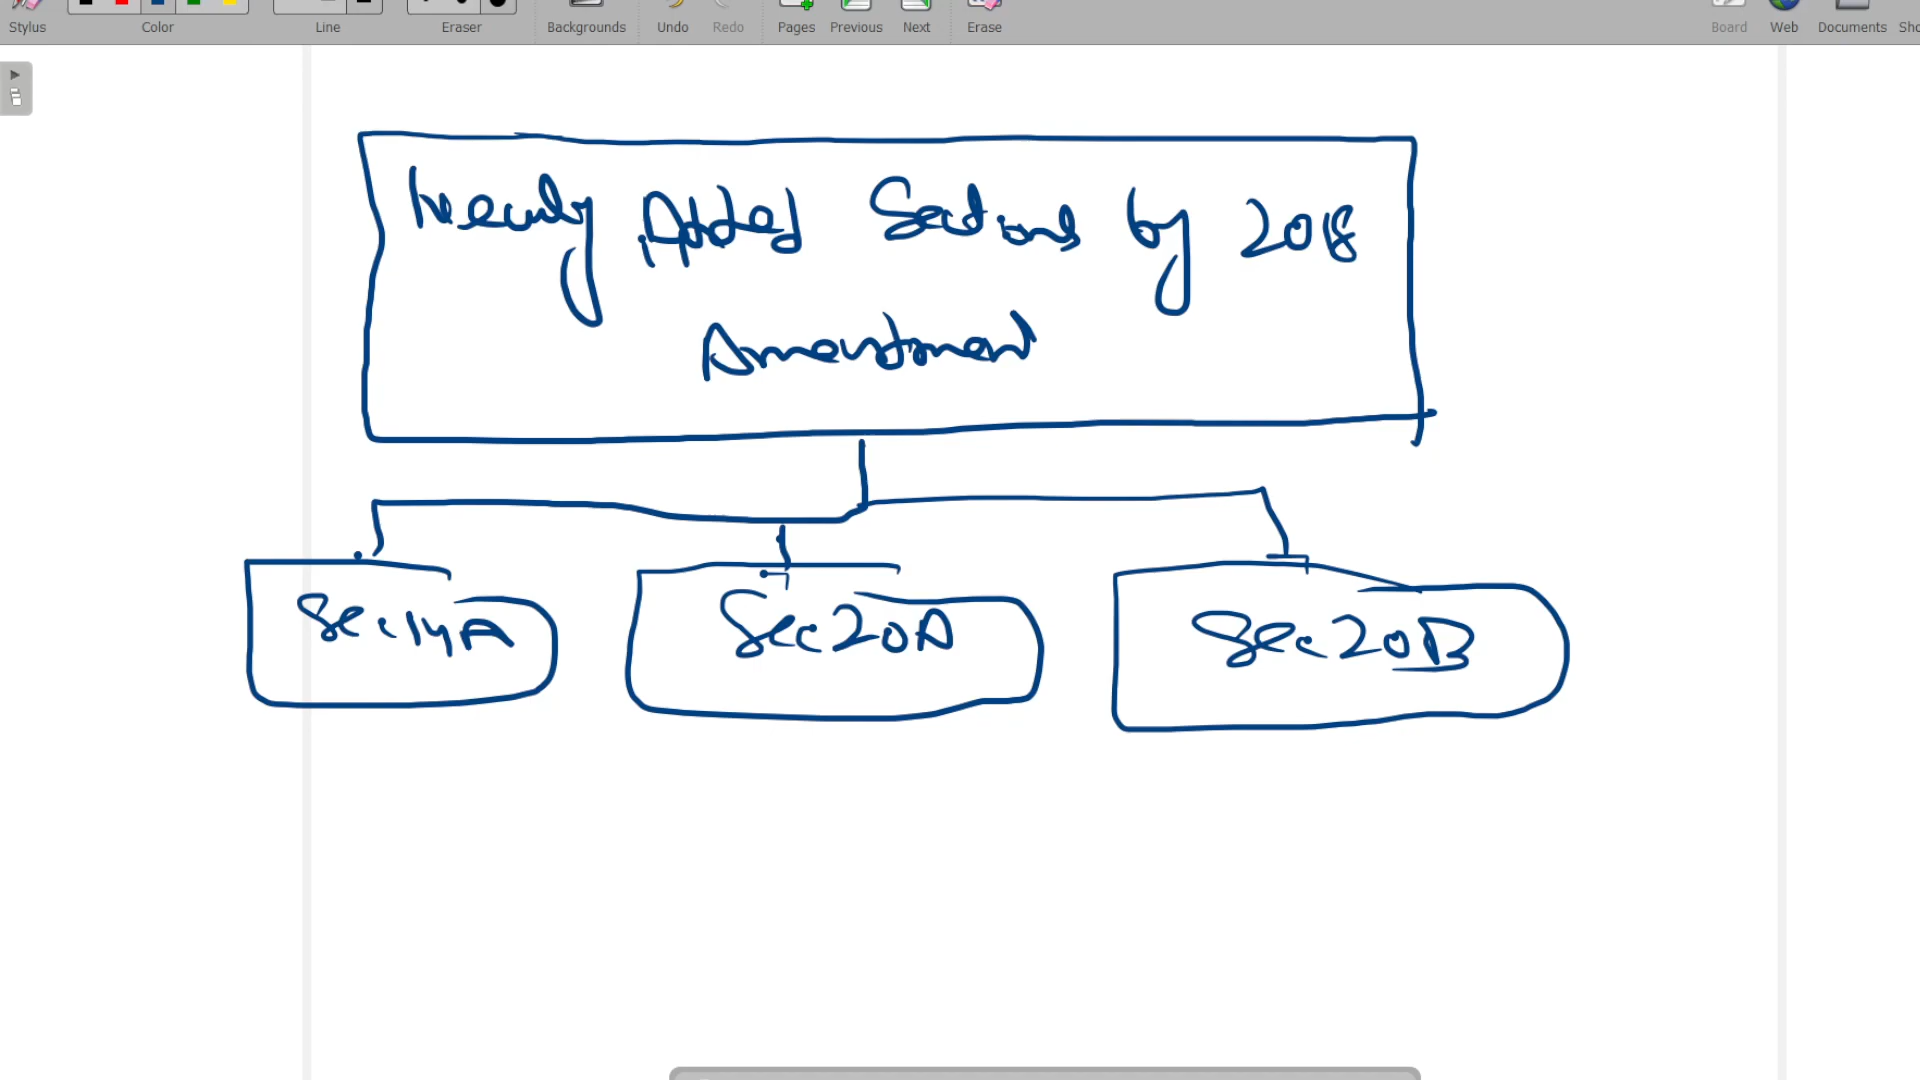 Stylus Color Line Eraser Backgrounds Undo Redo Pages Previous Next Erase Board Web Documents Sho
Newly Added Sections by 2018
Amendment
Sec 14A
Sec 20A
Sec 20B